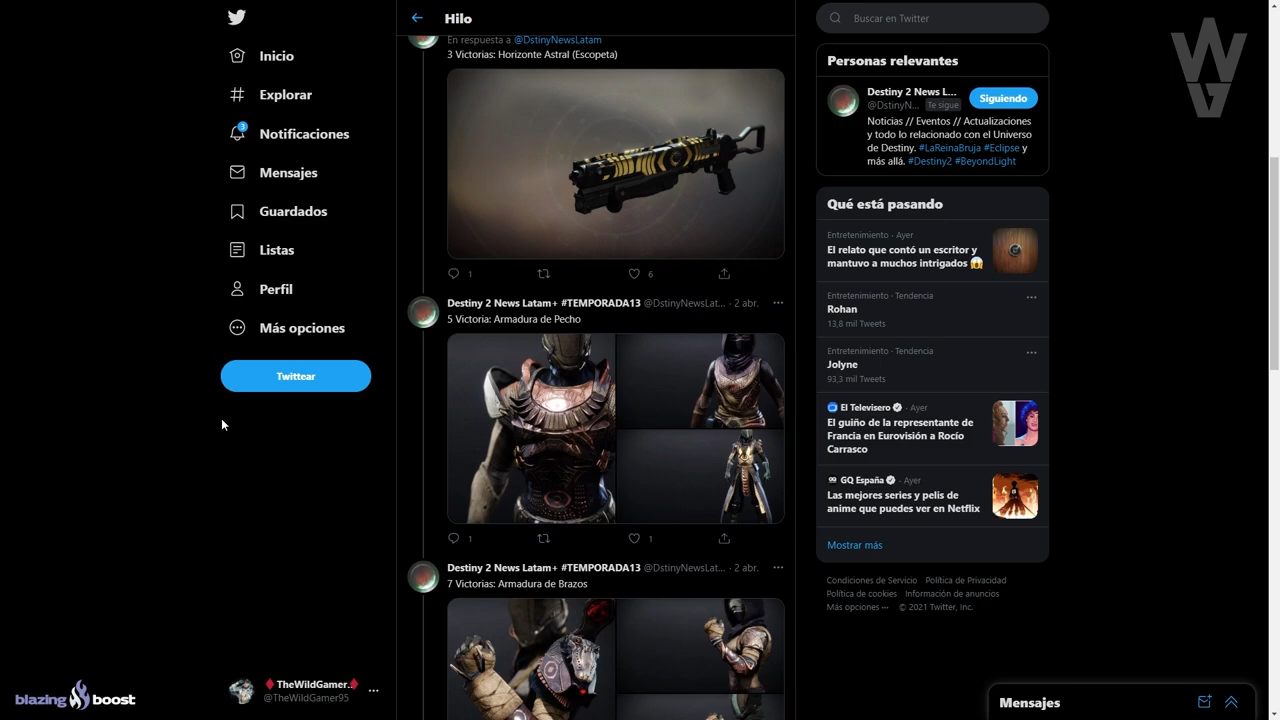 Hilo
Inicio
Explorar
3
Notificaciones
Mensajes
Guardados
Listas
Perfil
Más opciones
Twittear
TheWildGamer..
@TheWildGamer95
blazing boost
En respuesta a @DstinyNewsLatam
3 Victorias: Horizonte Astral (Escopeta)
1
6
Destiny 2 News Latam+ #TEMPORADA13 @DstinyNewsLat... · 2 abr.
5 Victoria: Armadura de Pecho
1
1
Destiny 2 News Latam+ #TEMPORADA13 @DstinyNewsLat... · 2 abr.
7 Victorias: Armadura de Brazos
Buscar en Twitter
Personas relevantes
Destiny 2 News L...
@DstinyN... Te sigue
Siguiendo
Noticias // Eventos // Actualizaciones
y todo lo relacionado con el Universo
de Destiny. #LaReinaBruja #Eclipse y
más allá. #Destiny2 #BeyondLight
Qué está pasando
Entretenimiento · Ayer
El relato que contó un escritor y
mantuvo a muchos intrigados 😱
Entretenimiento · Tendencia
Rohan
13,8 mil Tweets
Entretenimiento · Tendencia
Jolyne
93,3 mil Tweets
El Televisero · Ayer
El guiño de la representante de
Francia en Eurovisión a Rocío
Carrasco
GQ España · Ayer
Las mejores series y pelis de
anime que puedes ver en Netflix
Mostrar más
Condiciones de Servicio Política de Privacidad
Política de cookies Información de anuncios
Más opciones ··· © 2021 Twitter, Inc.
Mensajes